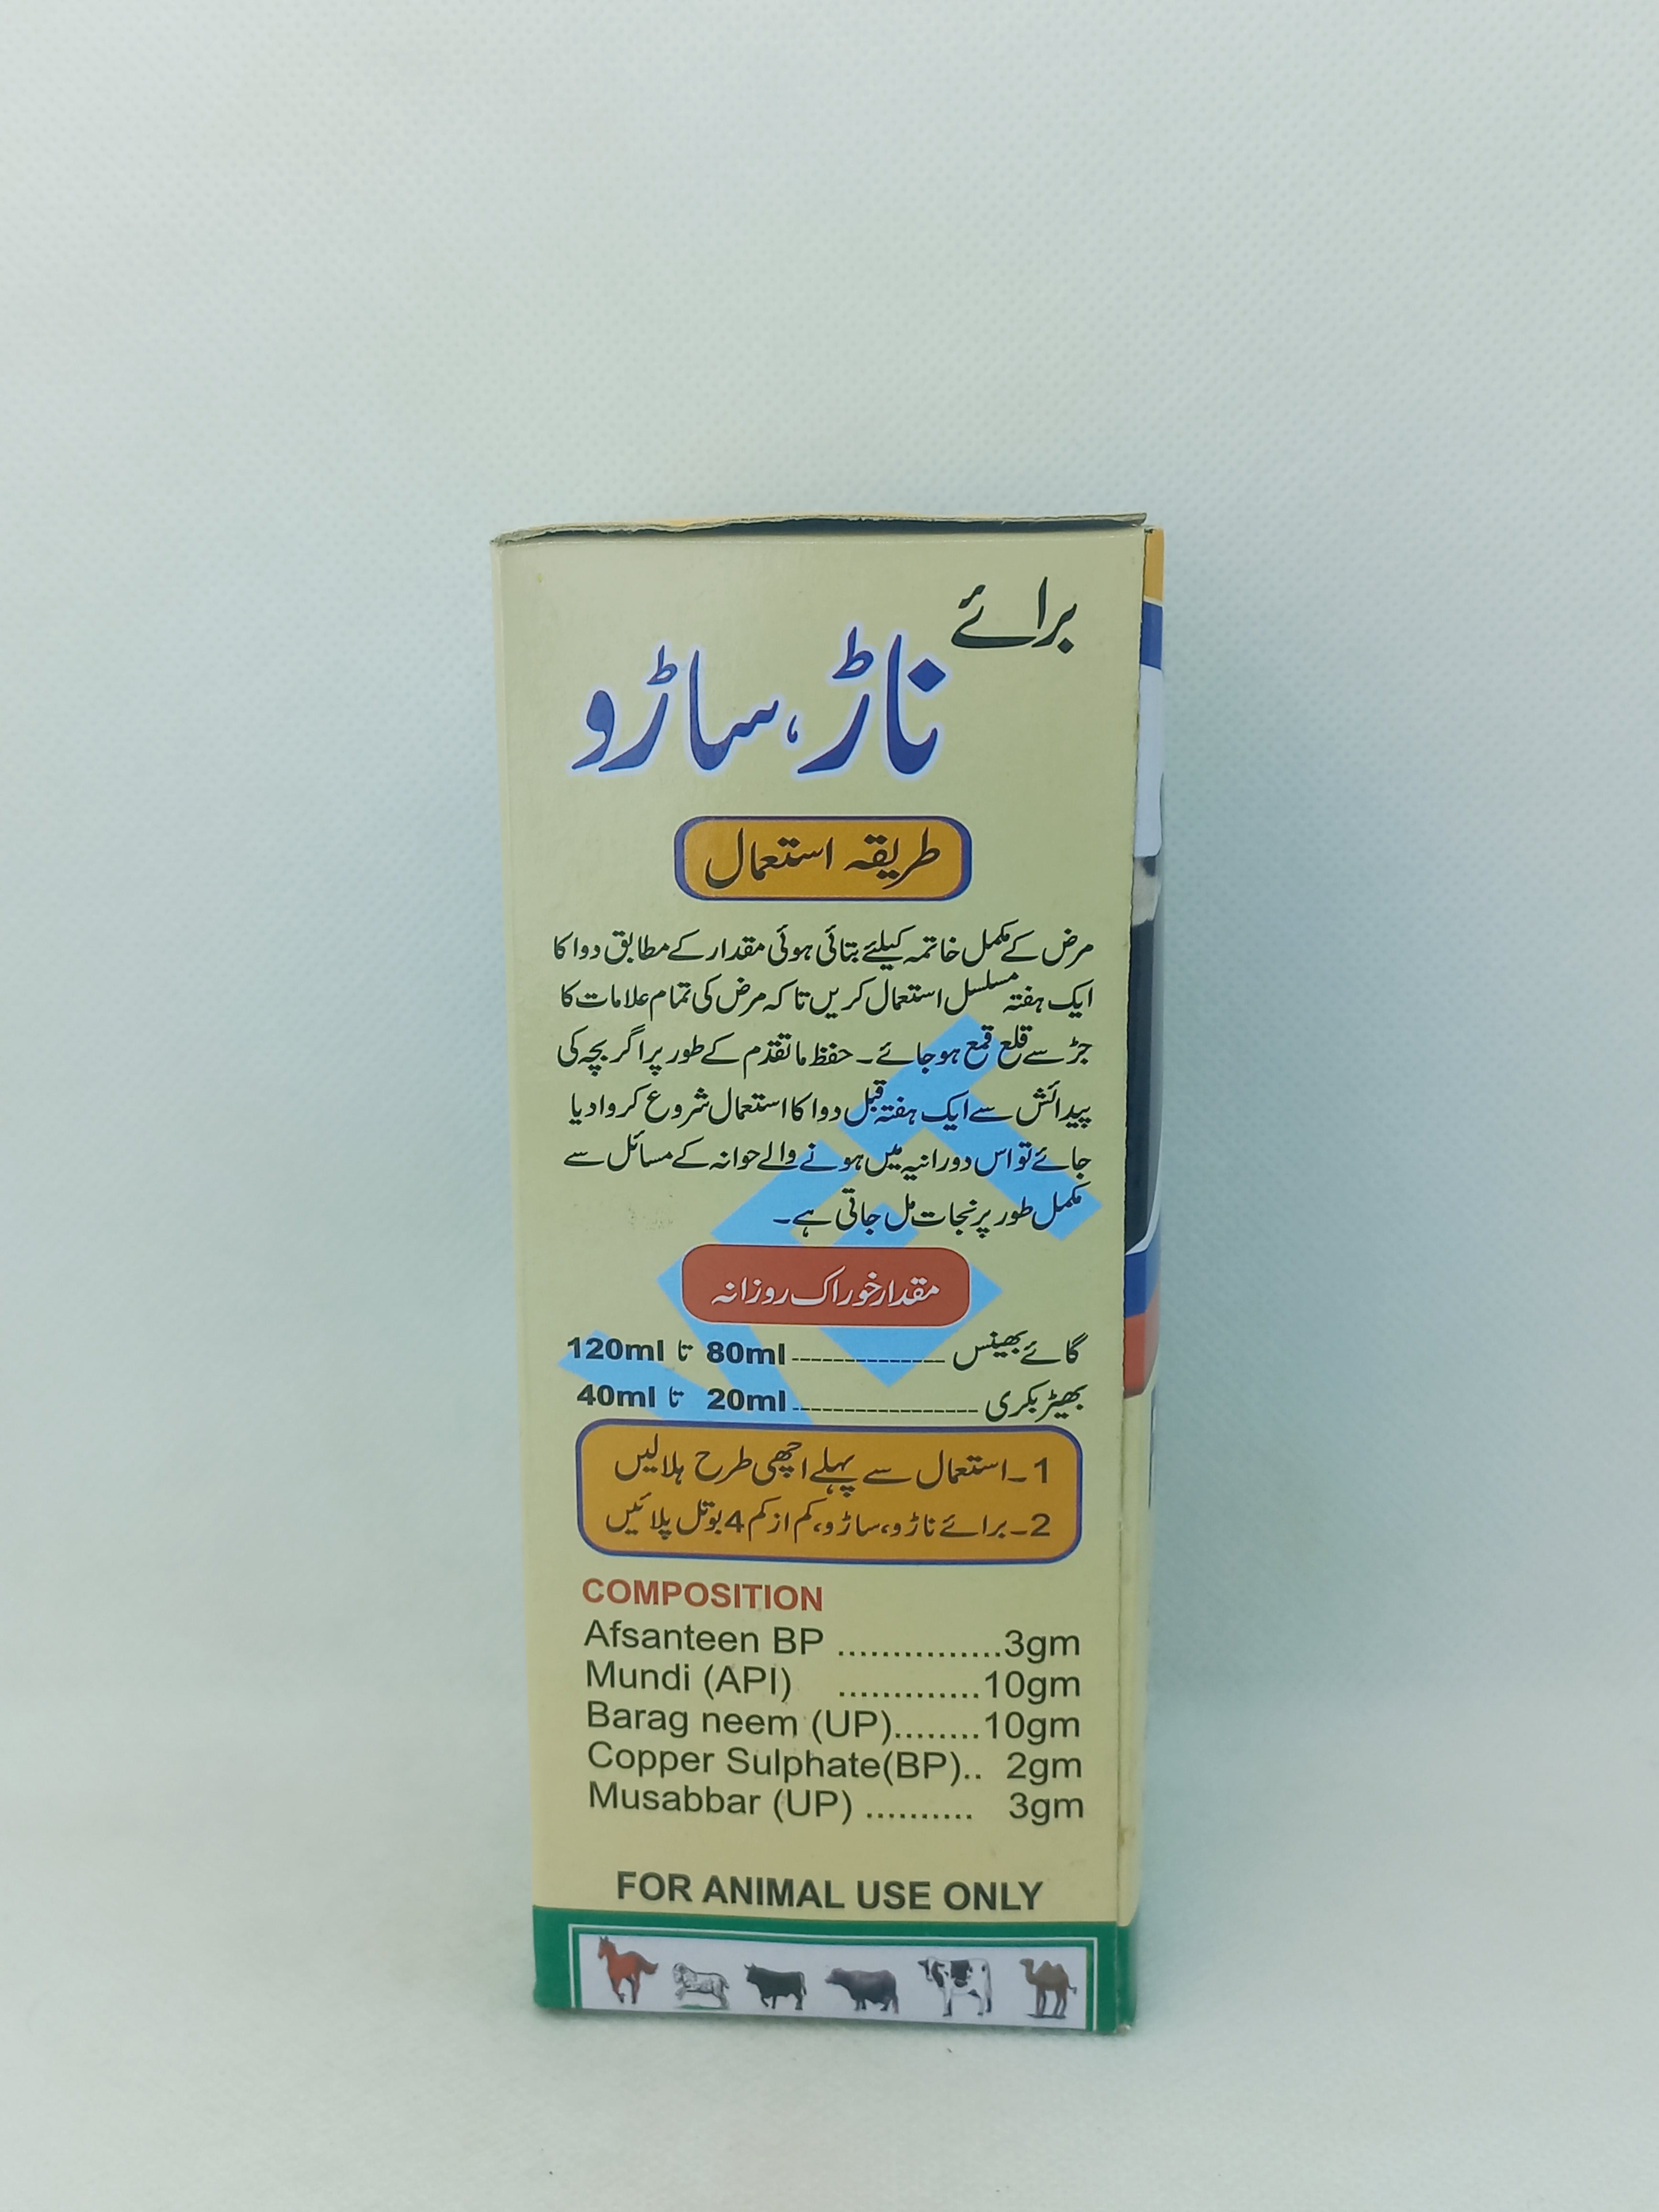 برائے
ناڑ، ساڑو
طریقہ استعمال
مرض کے مکمل خاتمہ کیلئے بتائی ہوئی مقدار کے مطابق دوا کا
ایک ہفتہ مسلسل استعمال کریں تا کہ مرض کی تمام علامات کا
جڑ سے قلع قمع ہو جائے۔ حفظ ما تقدم کے طور پر اگر بچہ کی
پیدائش سے ایک ہفتہ قبل دوا کا استعمال شروع کروا دیا
جائے تو اس دورانیہ میں ہونے والے حوانہ کے مسائل سے
مکمل طور پر نجات مل جاتی ہے۔
مقدار خوراک روزانہ
گائے بھینس -------------- 80ml تا 120ml
بھیڑ بکری ----------------- 20ml تا 40ml
1۔ استعمال سے پہلے اچھی طرح ہلا لیں
2۔ برائے ناڑو، ساڑو، کم از کم 4 بوتل پلائیں
COMPOSITION
Afsanteen BP ...............3gm
Mundi (API) .............10gm
Barag neem (UP)........10gm
Copper Sulphate(BP).. 2gm
Musabbar (UP) .......... 3gm
FOR ANIMAL USE ONLY